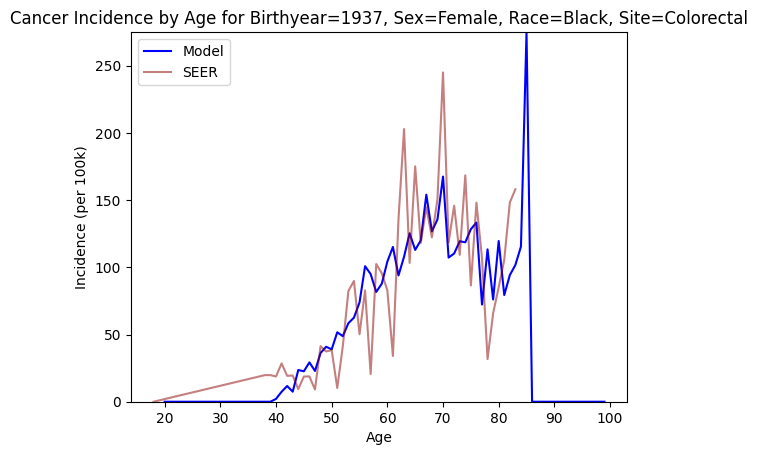 Cancer Incidence by Age for Birthyear=1937, Sex=Female, Race=Black, Site=Colorectal
Model
SEER
250
200
150
100
50
0
Incidence (per 100k)
20 30 40 50 60 70 80 90 100
Age